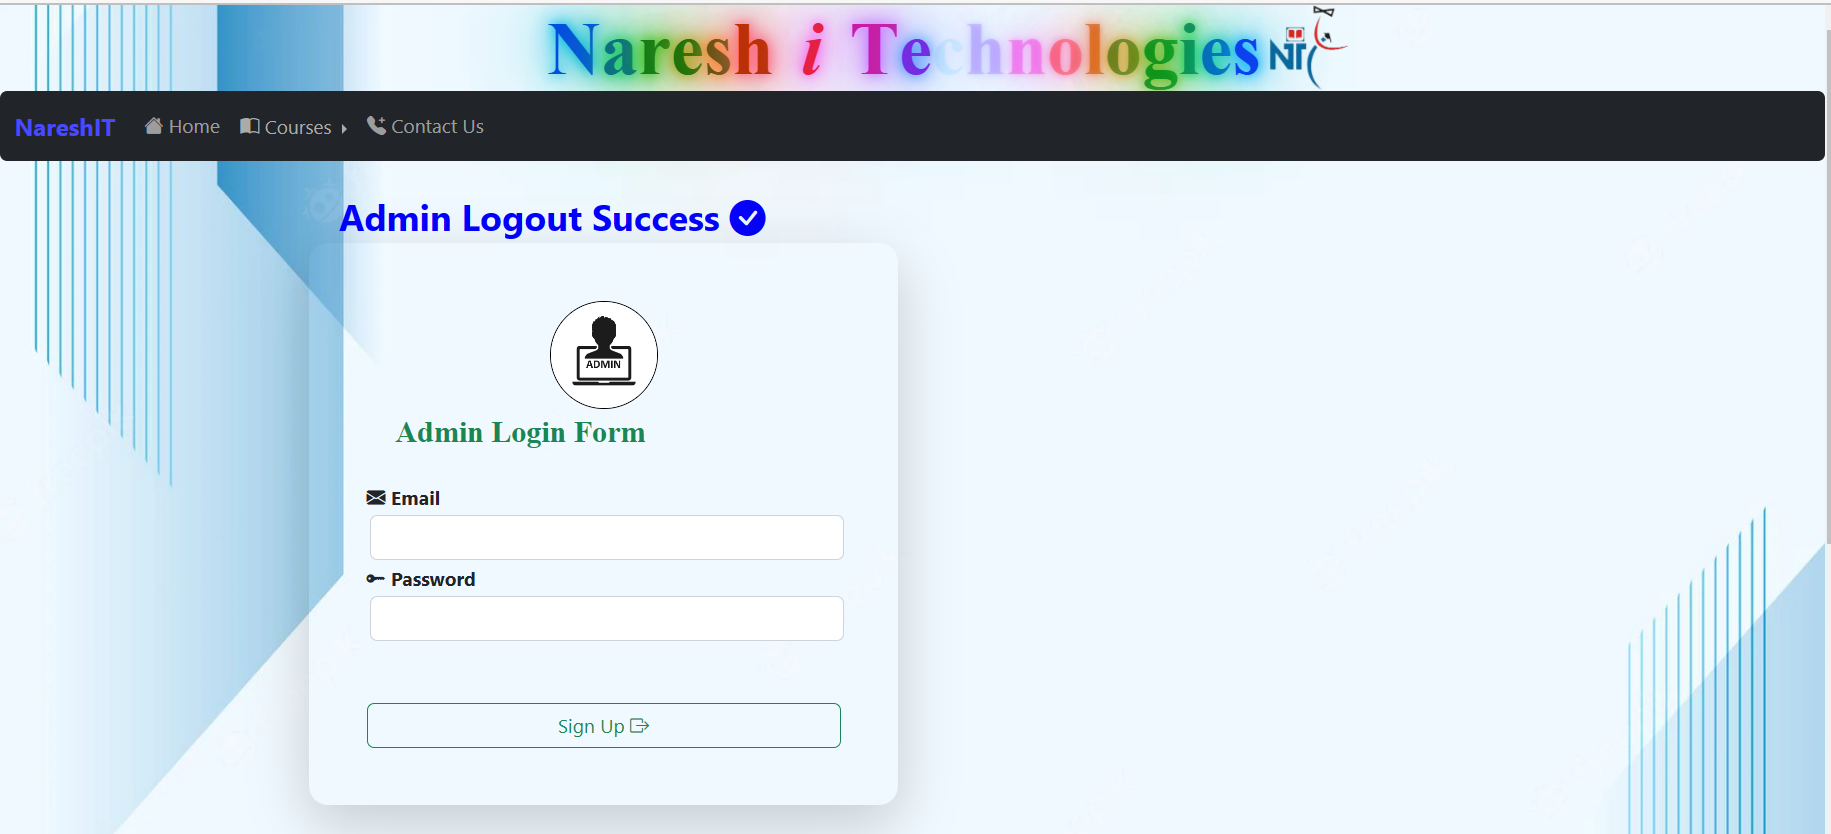 Naresh i Technologies NiT
NareshIT Home Courses Contact Us
Admin Logout Success
ADMIN
Admin Login Form
Email
Password
Sign Up